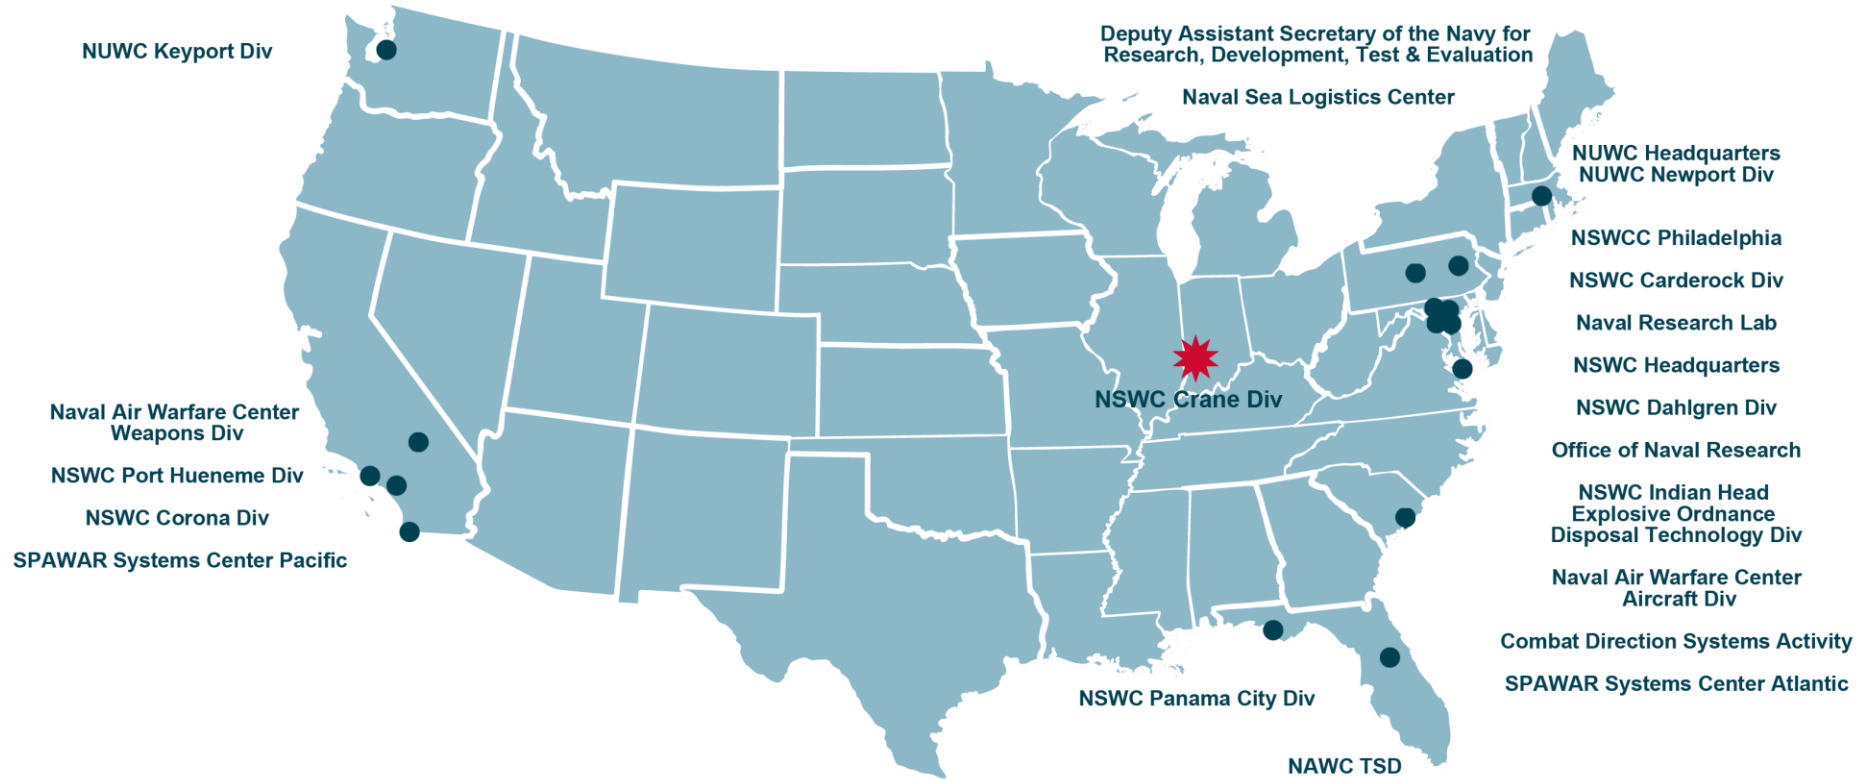 NUWC Keyport Div
Deputy Assistant Secretary of the Navy for
Research, Development, Test & Evaluation
Naval Sea Logistics Center
NUWC Headquarters
NUWC Newport Div
NSWCC Philadelphia
NSWC Carderock Div
Naval Research Lab
NSWC Headquarters
NSWC Dahlgren Div
Office of Naval Research
NSWC Indian Head
Explosive Ordnance
Disposal Technology Div
Naval Air Warfare Center
Aircraft Div
Combat Direction Systems Activity
SPAWAR Systems Center Atlantic
NSWC Crane Div
Naval Air Warfare Center
Weapons Div
NSWC Port Hueneme Div
NSWC Corona Div
SPAWAR Systems Center Pacific
NSWC Panama City Div
NAWC TSD